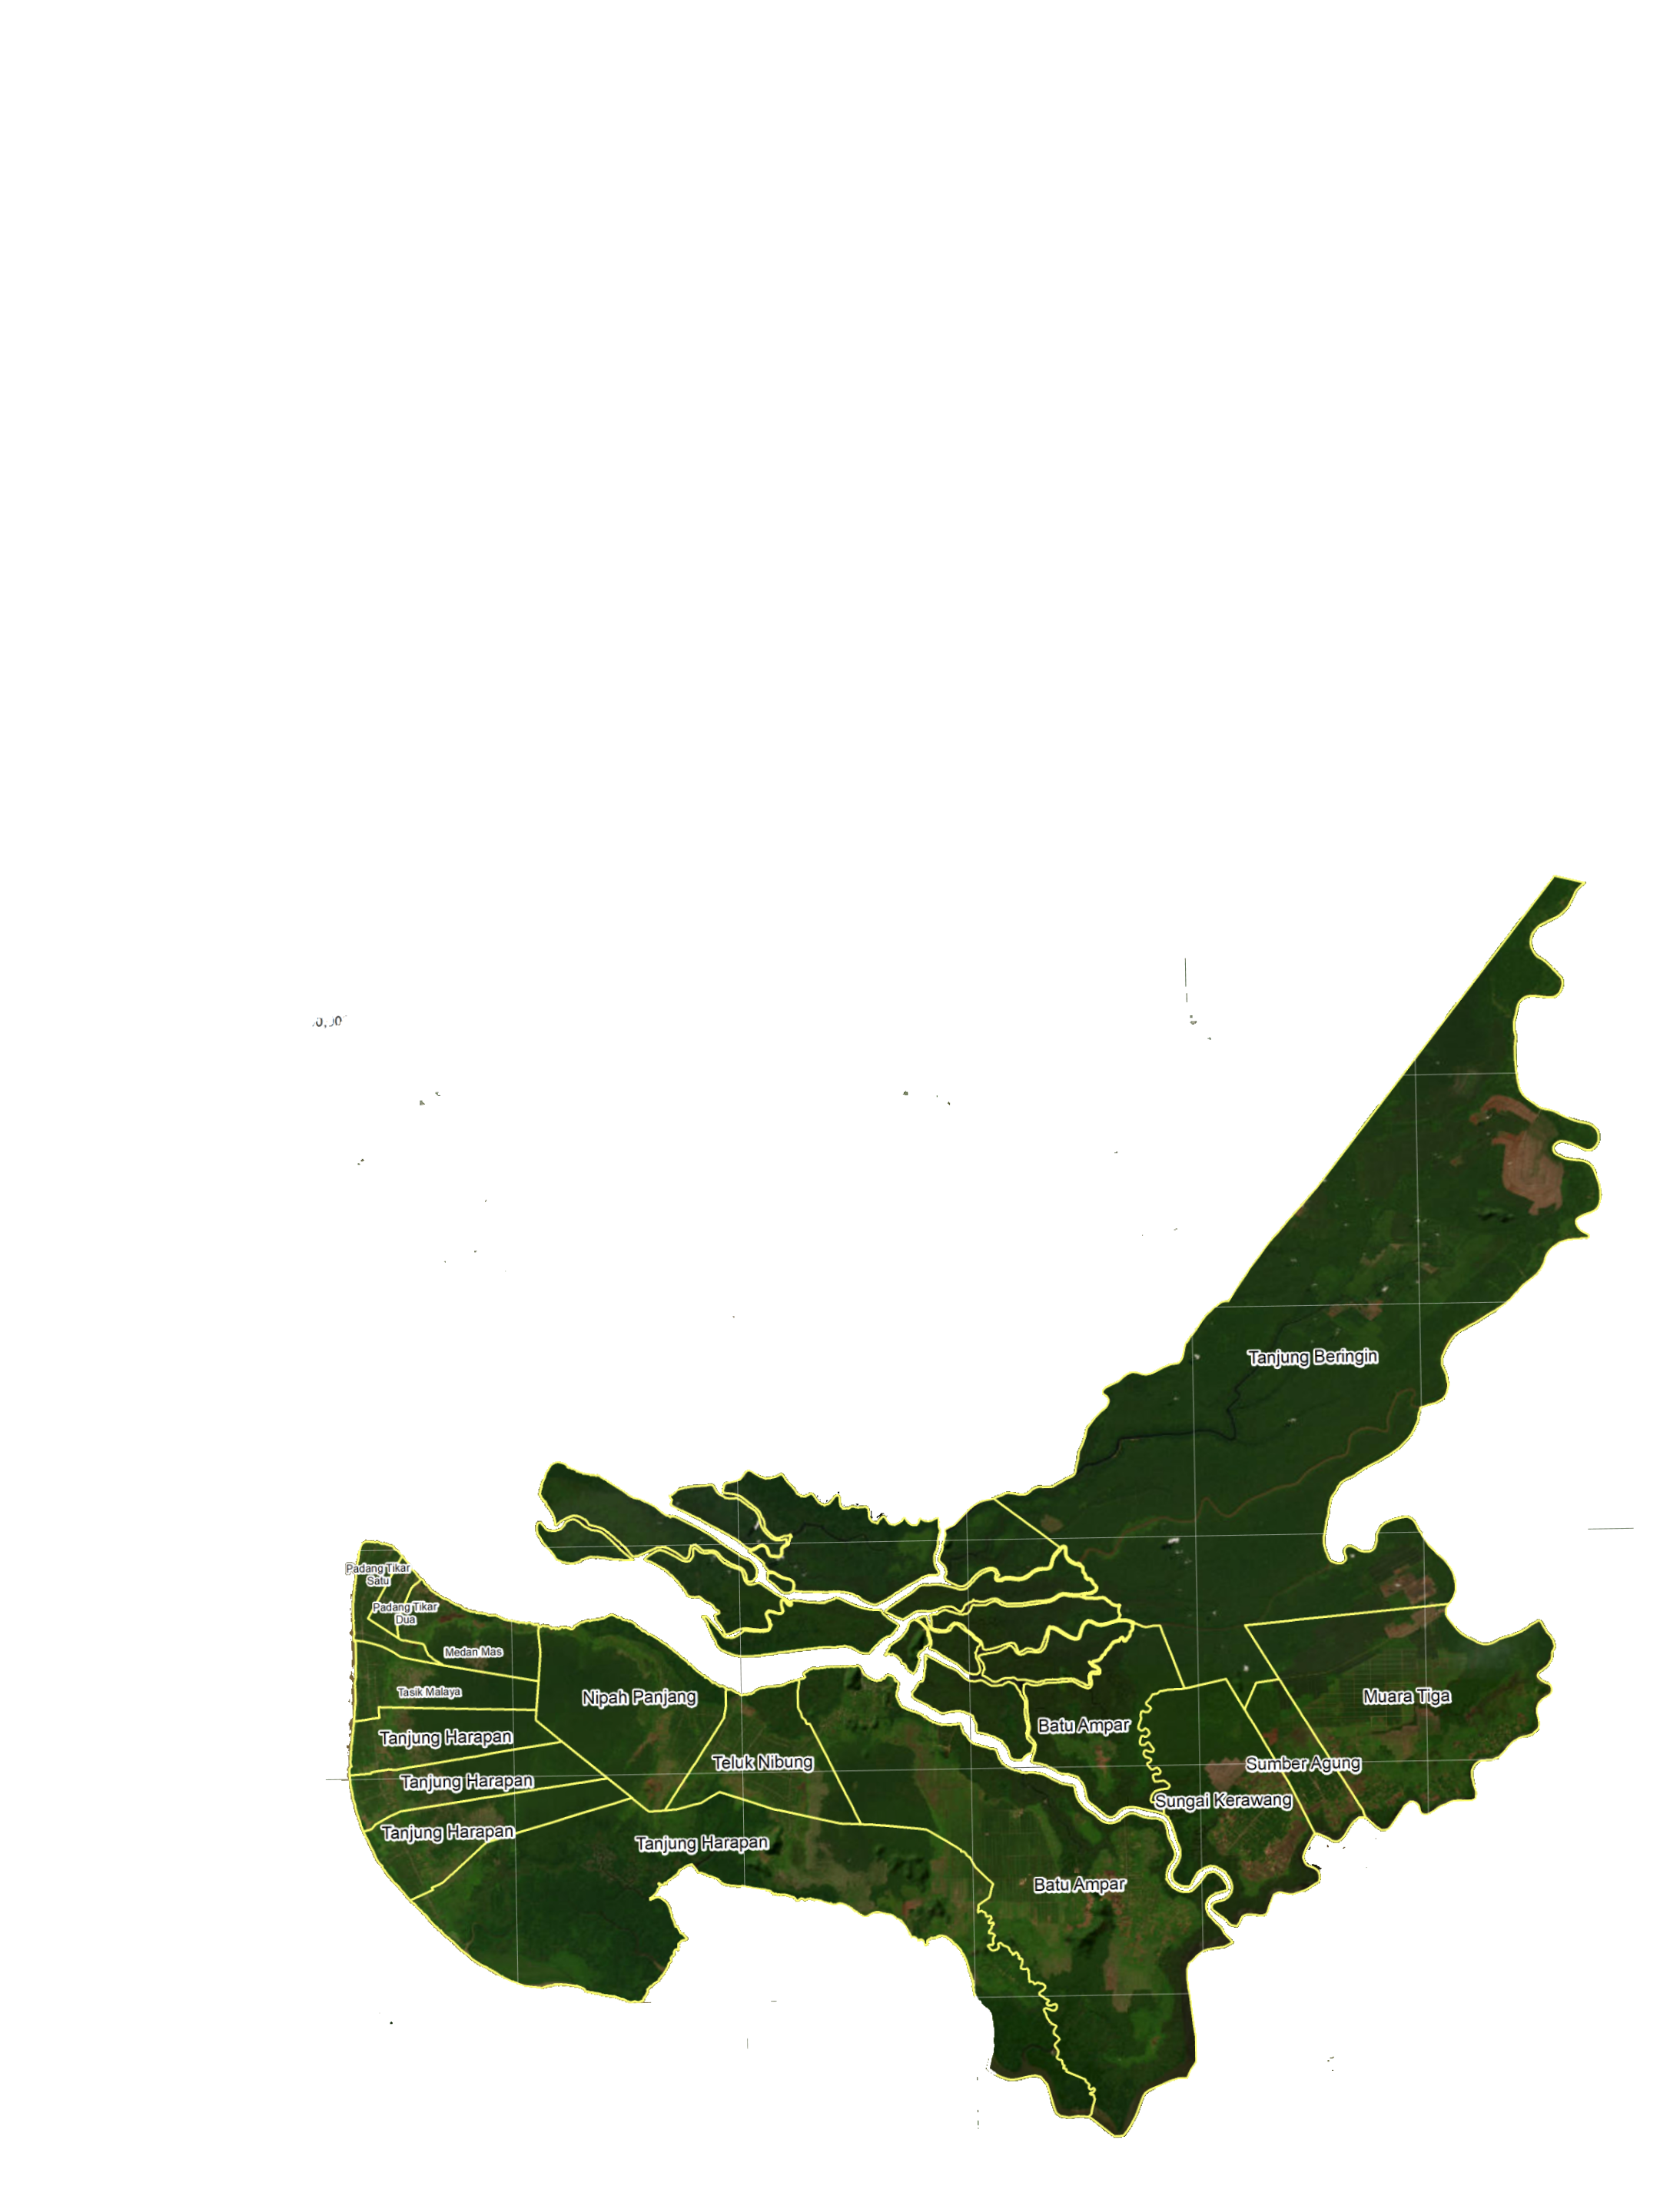 Tanjung Beringin
Padang Tikar
Satu
Padang Tikar
Dua
Medan Mas
Tasik Malaya
Nipah Panjang
Muara Tiga
Batu Ampar
Tanjung Harapan
Teluk Nibung
Sumber Agung
Tanjung Harapan
Sungai Kerawang
Tanjung Harapan
Tanjung Harapan
Batu Ampar